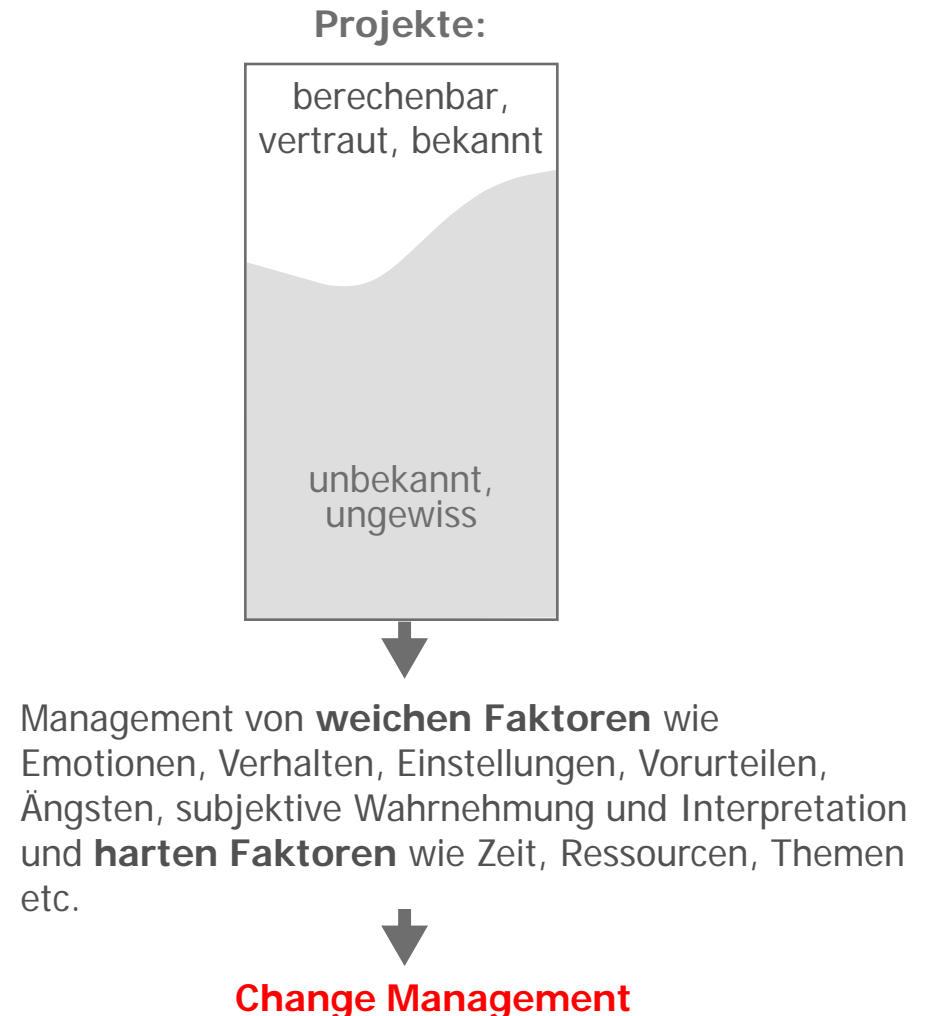 Projekte:
berechenbar,
vertraut, bekannt
unbekannt,
ungewiss
Management von weichen Faktoren wie
Emotionen, Verhalten, Einstellungen, Vorurteilen,
Ängsten, subjektive Wahrnehmung und Interpretation
und harten Faktoren wie Zeit, Ressourcen, Themen
etc.
Change Management